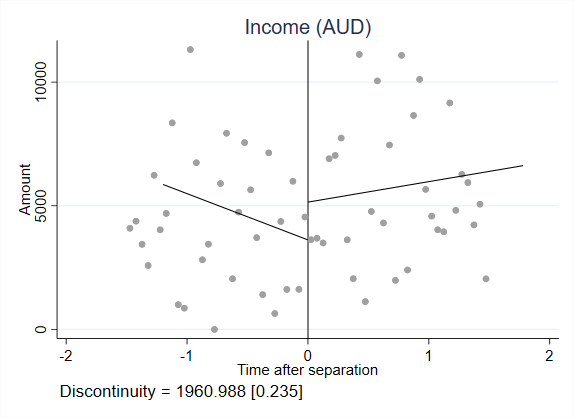 Income (AUD)
Amount
10000
5000
0
-2 -1 0 1 2
Time after separation
Discontinuity = 1960.988 [0.235]